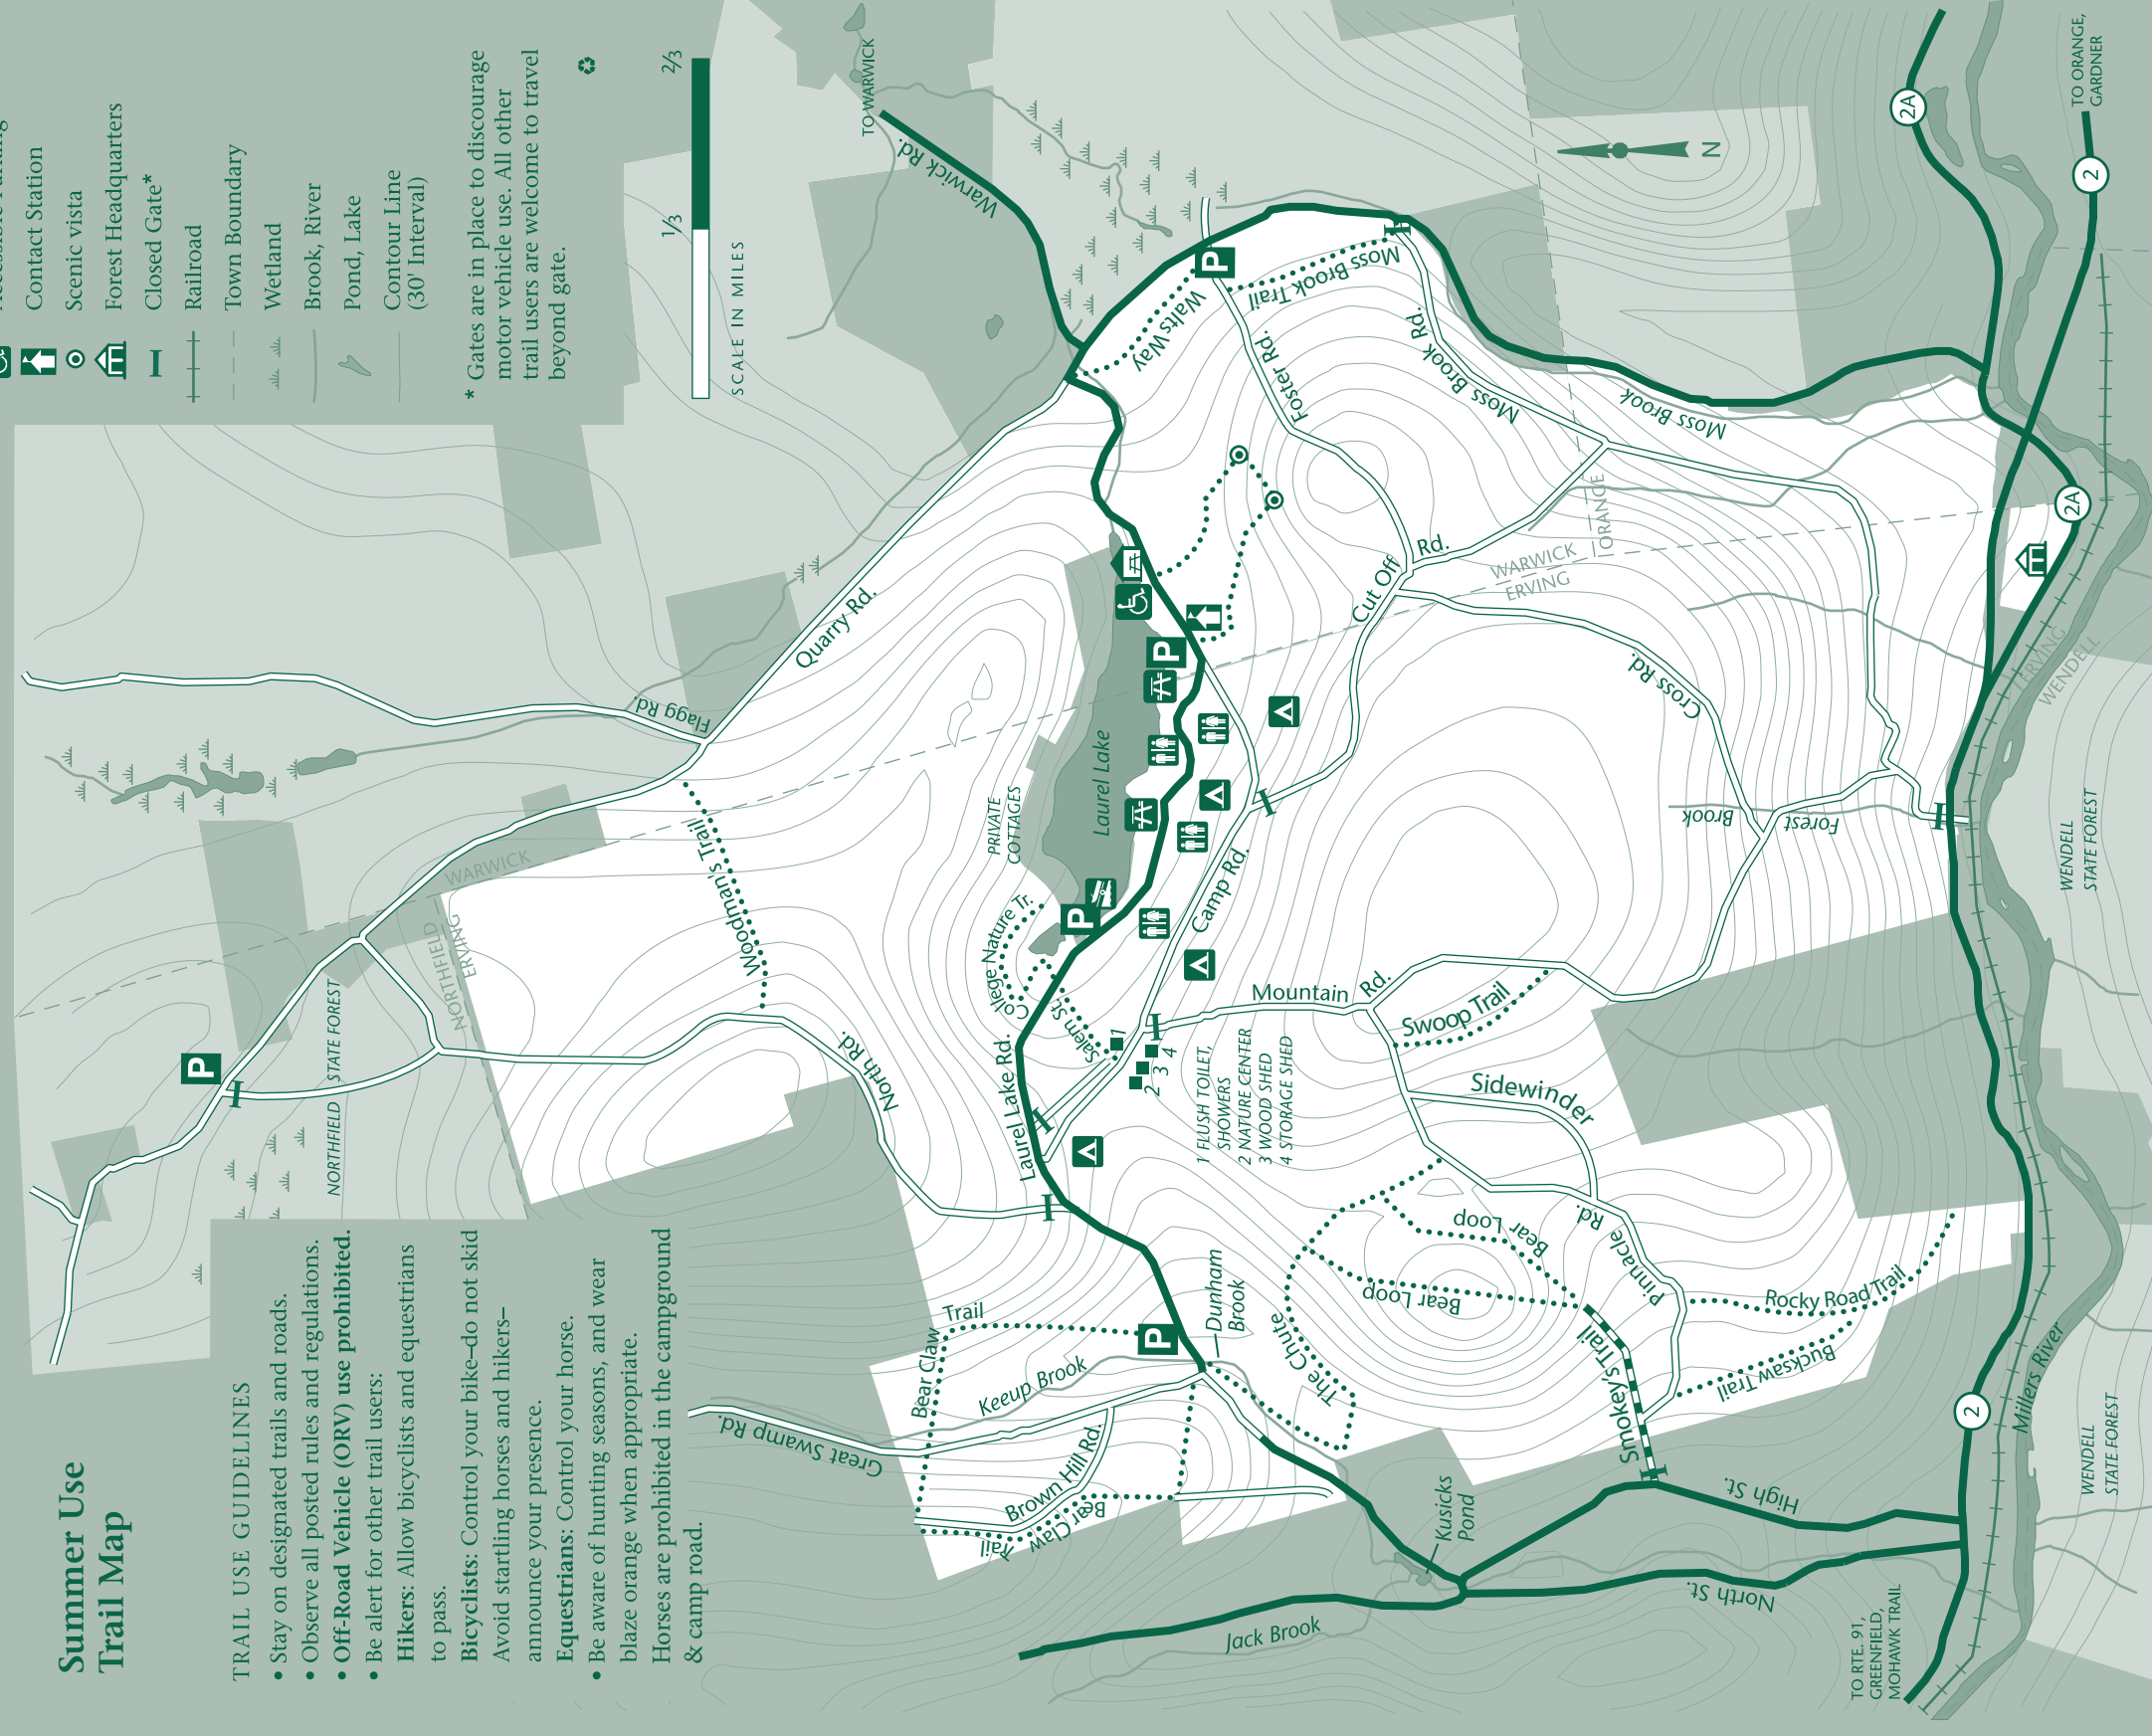 Summer Use
Trail Map
TRAIL USE GUIDELINES
• Stay on designated trails and roads.
• Observe all posted rules and regulations.
• Off-Road Vehicle (ORV) use prohibited.
• Be alert for other trail users:
Hikers: Allow bicyclists and equestrians
to pass.
Bicyclists: Control your bike–do not skid
Avoid startling horses and hikers–
announce your presence.
Equestrians: Control your horse.
• Be aware of hunting seasons, and wear
blaze orange when appropriate.
Horses are prohibited in the campground
& camp road.
Contact Station
Scenic vista
Forest Headquarters
Closed Gate*
Railroad
Town Boundary
Wetland
Brook, River
Pond, Lake
Contour Line
(30' Interval)
* Gates are in place to discourage
motor vehicle use. All other
trail users are welcome to travel
beyond gate.
1/3
2/3
SCALE IN MILES
TO WARWICK
Warwick Rd.
Quarry Rd.
Flagg Rd.
WARWICK
NORTHFIELD
ERVING
NORTHFIELD STATE FOREST
P
Woodman's Trail
North Rd.
PRIVATE
COTTAGES
Laurel Lake
College Nature Tr.
Salem St.
Laurel Lake Rd.
P
P
P
Walts Way
Moss Brook Trail
Foster Rd.
Moss Brook Rd.
Moss Brook
Cut Off
Rd.
WARWICK
ERVING
ORANGE
Cross Rd.
Camp Rd.
Mountain
Rd.
1
2
3
4
1 FLUSH TOILET,
SHOWERS
2 NATURE CENTER
3 WOOD SHED
4 STORAGE SHED
Swoop Trail
Sidewinder
Forest
Brook
Bear Loop
Bear Loop
Pinnacle
Rd.
The Chute
Smokey's Trail
Rocky Road Trail
Bucksaw Trail
Dunham
Brook
P
Bear Claw
Trail
Keeup Brook
Great Swamp Rd
Brown Hill Rd.
Bear Claw
Trail
Kusicks
Pond
Jack Brook
High St.
North St.
TO RTE. 91,
GREENFIELD,
MOHAWK TRAIL
2
Millers River
WENDELL
STATE FOREST
WENDELL
STATE FOREST
ERVING
WENDELL
2A
2
2A
TO ORANGE,
GARDNER
N